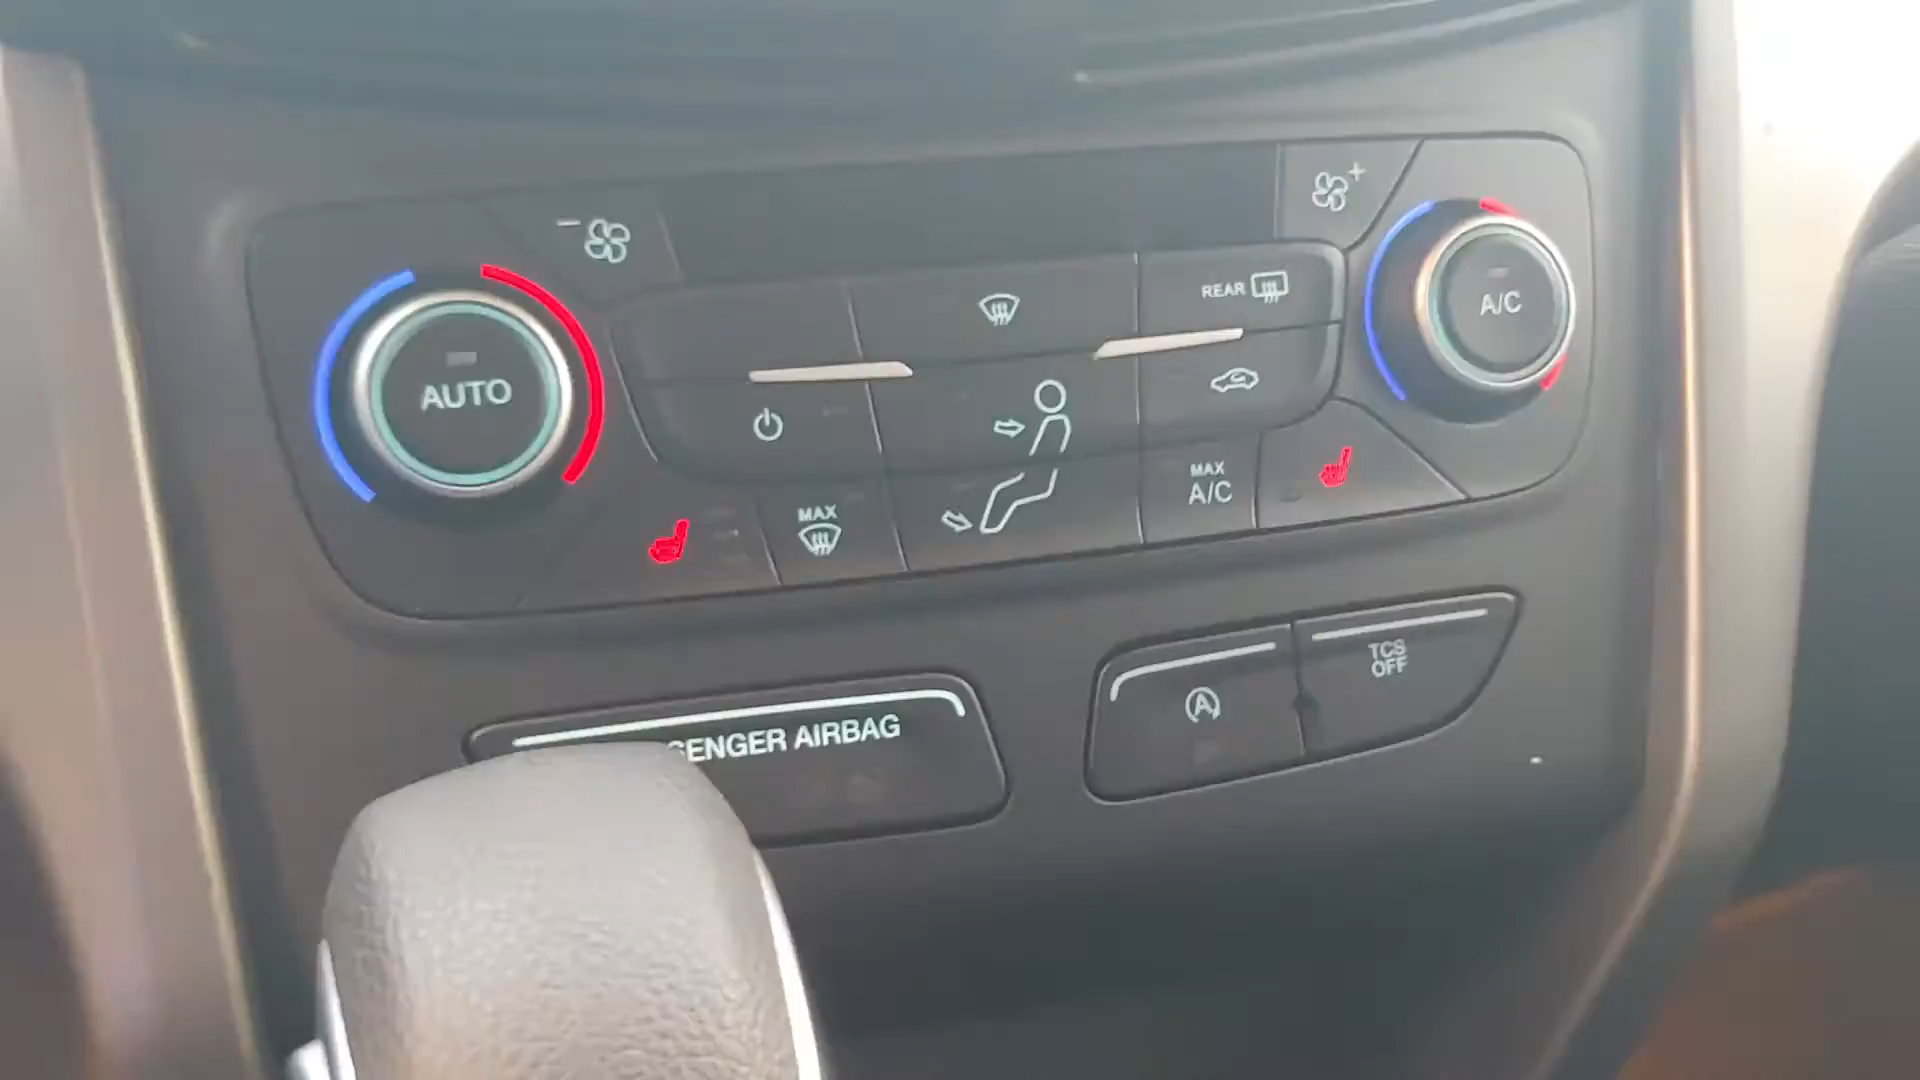 AUTO
REAR
A/C
MAX
MAX
A/C
ENGER AIRBAG
TCS
OFF
A